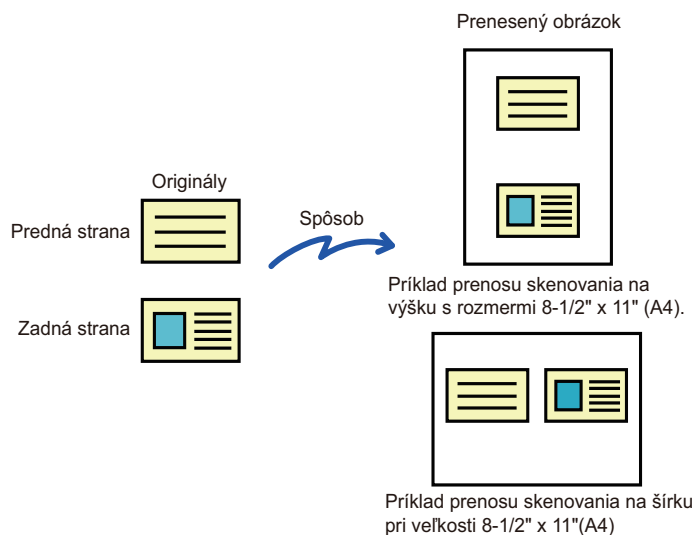 Prenesený obrázok
Originály
Predná strana
Spôsob
Zadná strana
Príklad prenosu skenovania na
výšku s rozmermi 8-1/2" x 11" (A4).
Príklad prenosu skenovania na šírku
pri veľkosti 8-1/2" x 11"(A4)